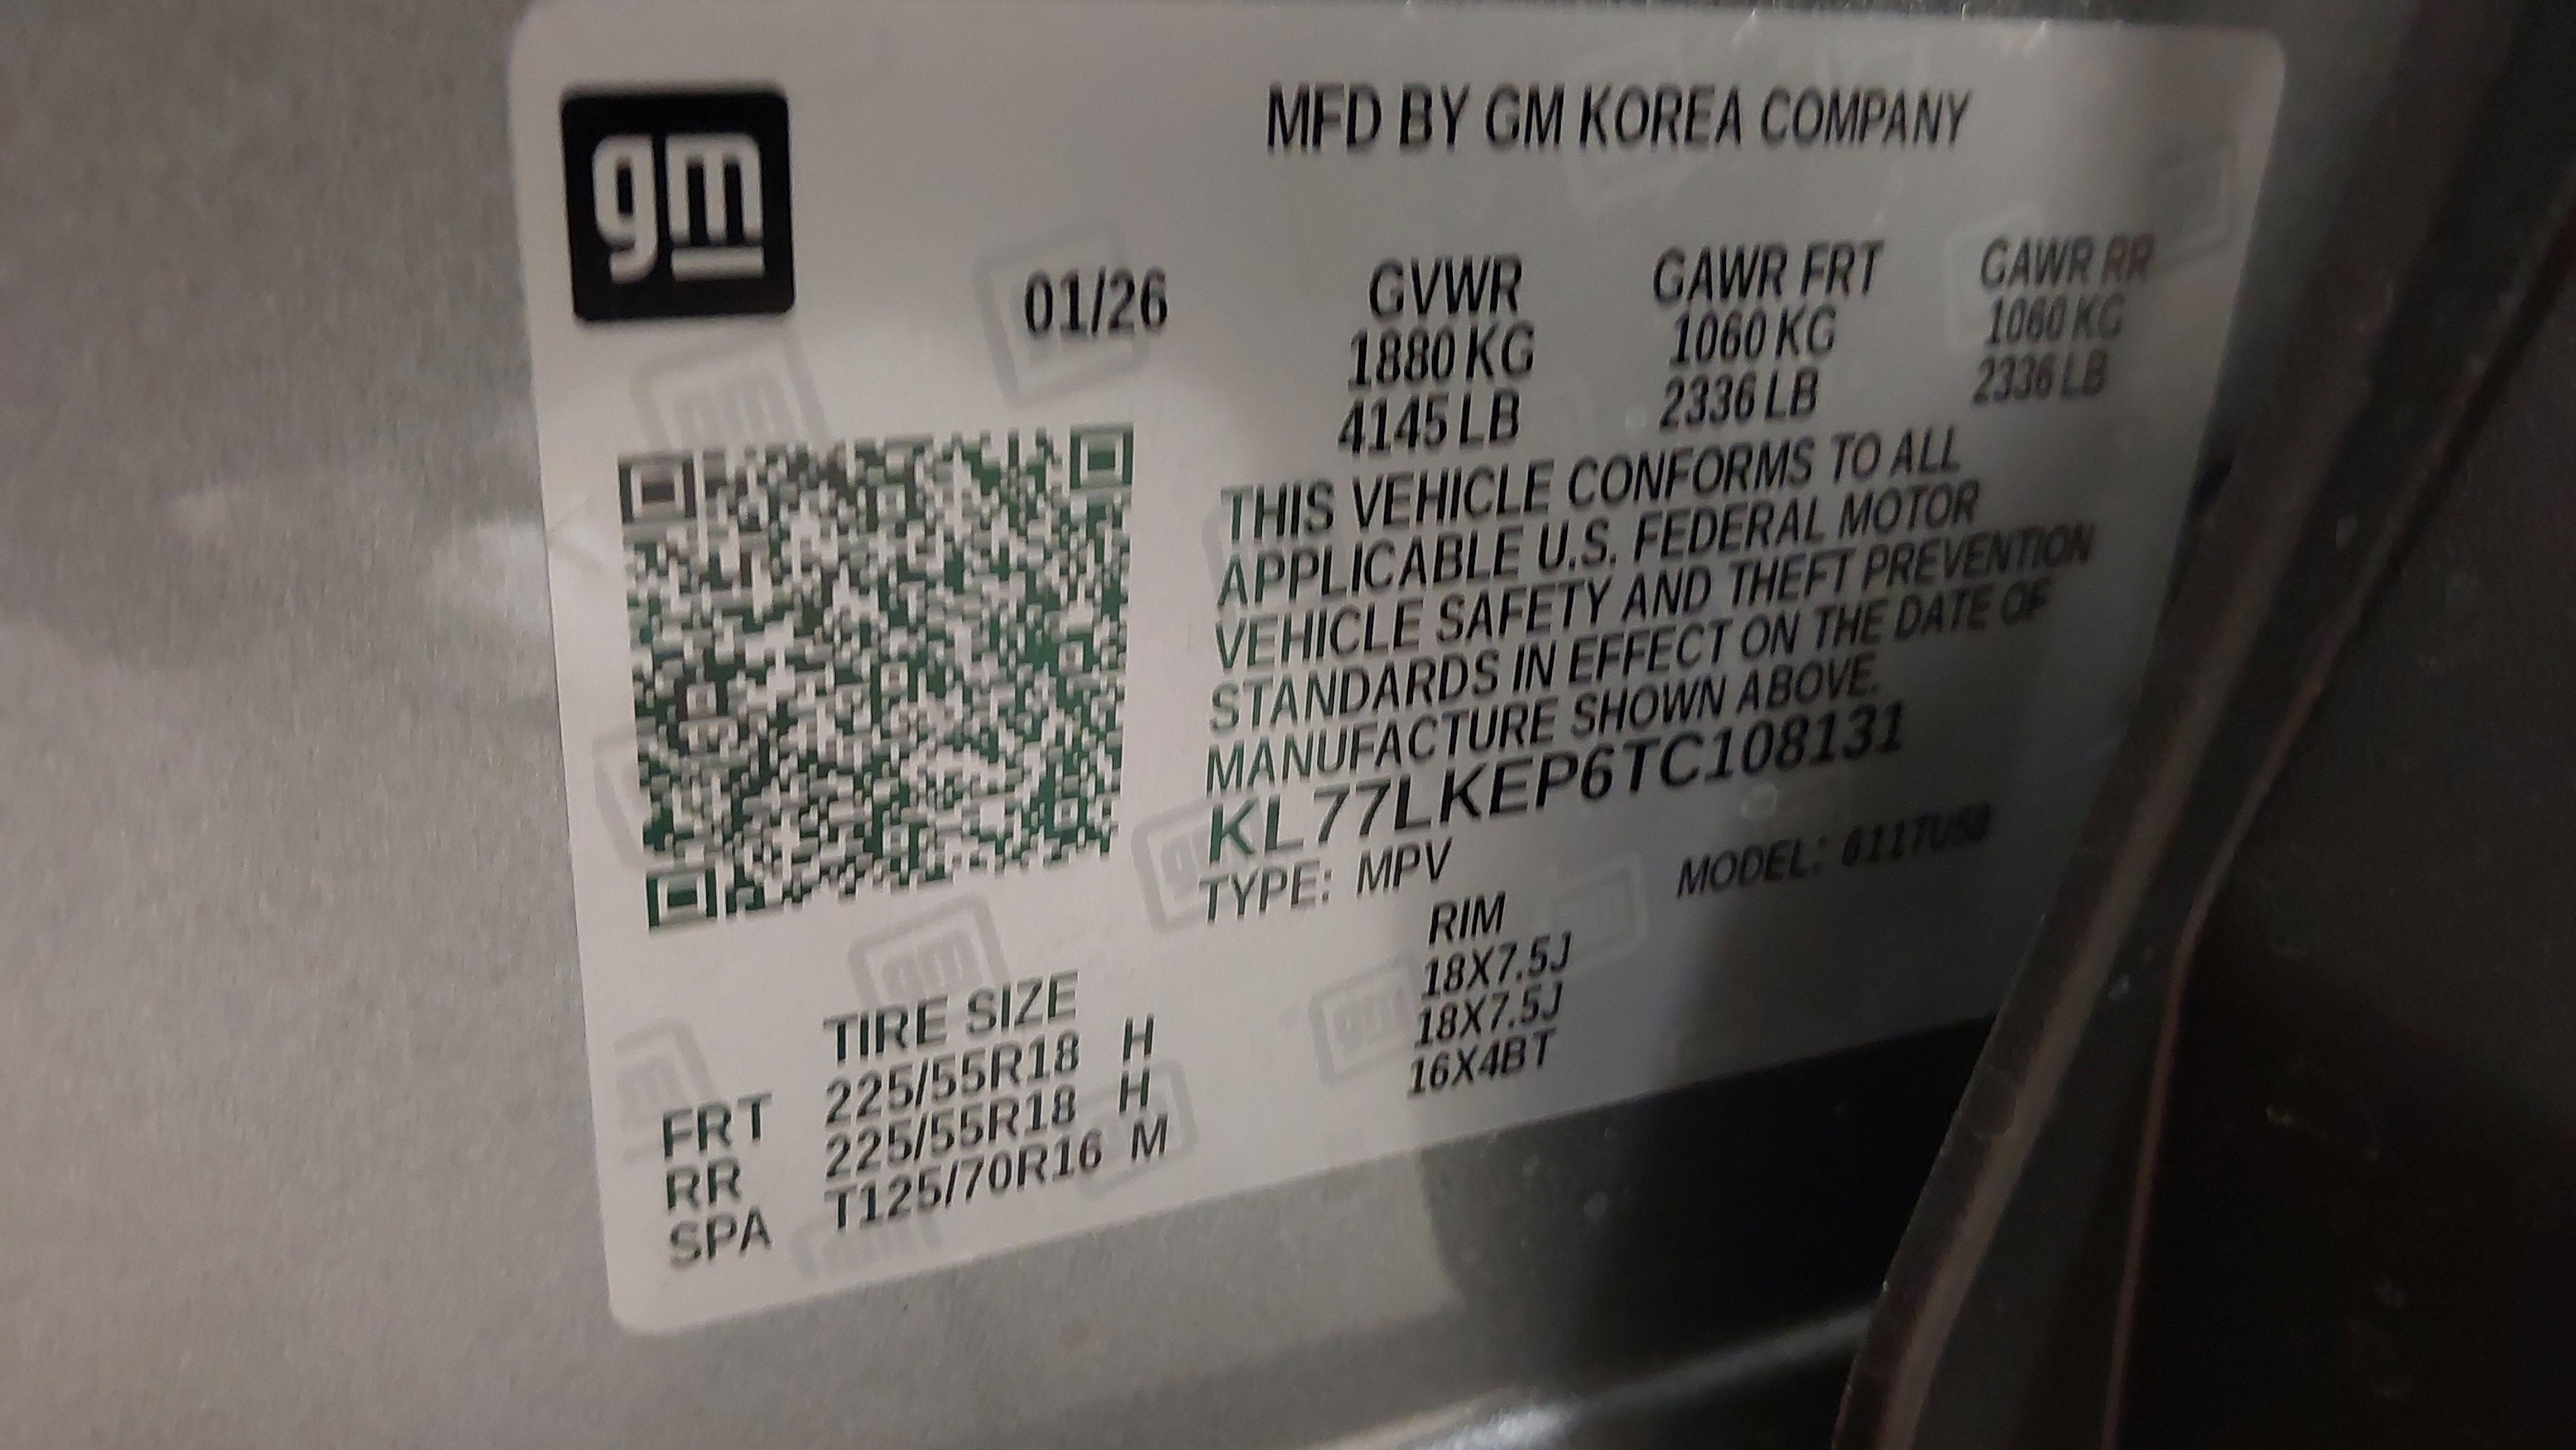 gm
MFD BY GM KOREA COMPANY
01/26
GVWR GAWR FRT GAWR RR
1880 KG 1060 KG 1060 KG
4145 LB 2336 LB 2336 LB
THIS VEHICLE CONFORMS TO ALL
APPLICABLE U.S. FEDERAL MOTOR
VEHICLE SAFETY AND THEFT PREVENTION
STANDARDS IN EFFECT ON THE DATE OF
MANUFACTURE SHOWN ABOVE.
KL77LKEP6TC108131
TYPE: MPV MODEL:
TIRE SIZE RIM
FRT 225/55R18 H 18X7.5J
RR 225/55R18 H 18X7.5J
SPA T125/70R16 M 16X4BT